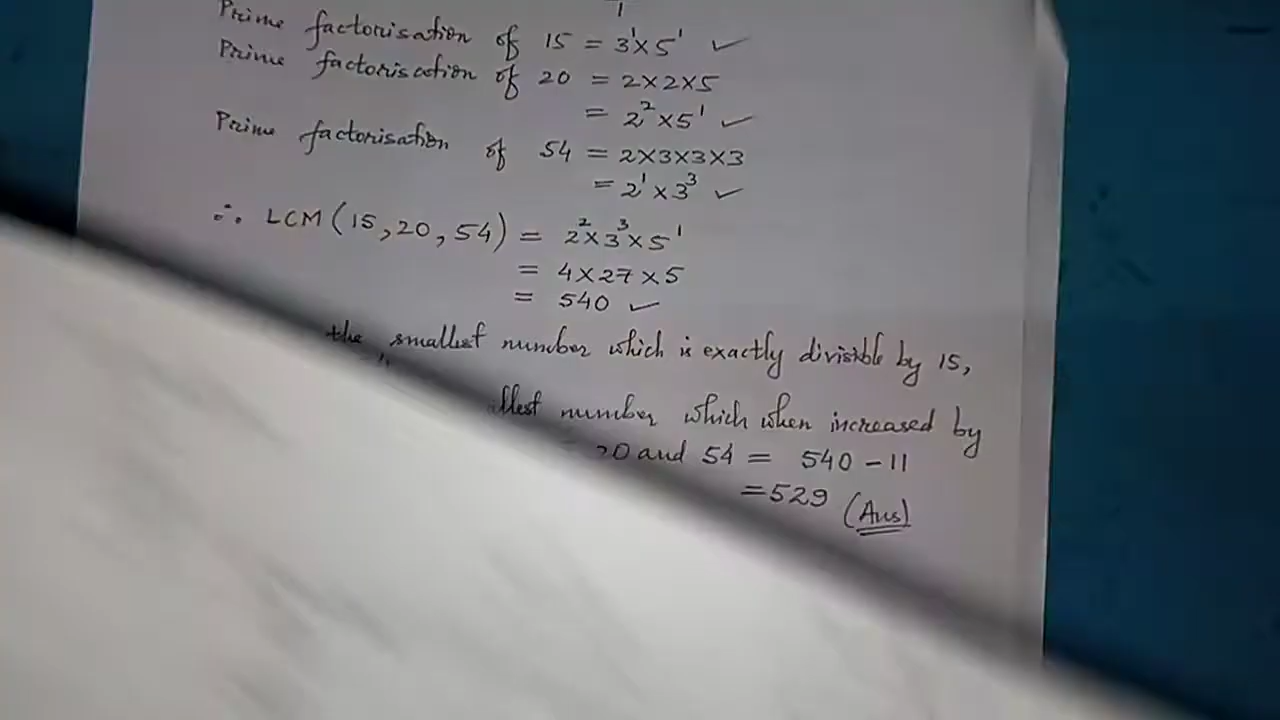 Prime factorisation of 15 = 3¹×5¹ ✓
Prime factorisation of 20 = 2×2×5
= 2²×5¹ ✓
Prime factorisation of 54 = 2×3×3×3
= 2¹×3³ ✓
∴ LCM(15,20,54) = 2²×3³×5¹
= 4×27×5
= 540 ✓
the smallest number which is exactly divisible by 15,
number which when increased by
20 and 54 = 540-11
=529 (Ans)